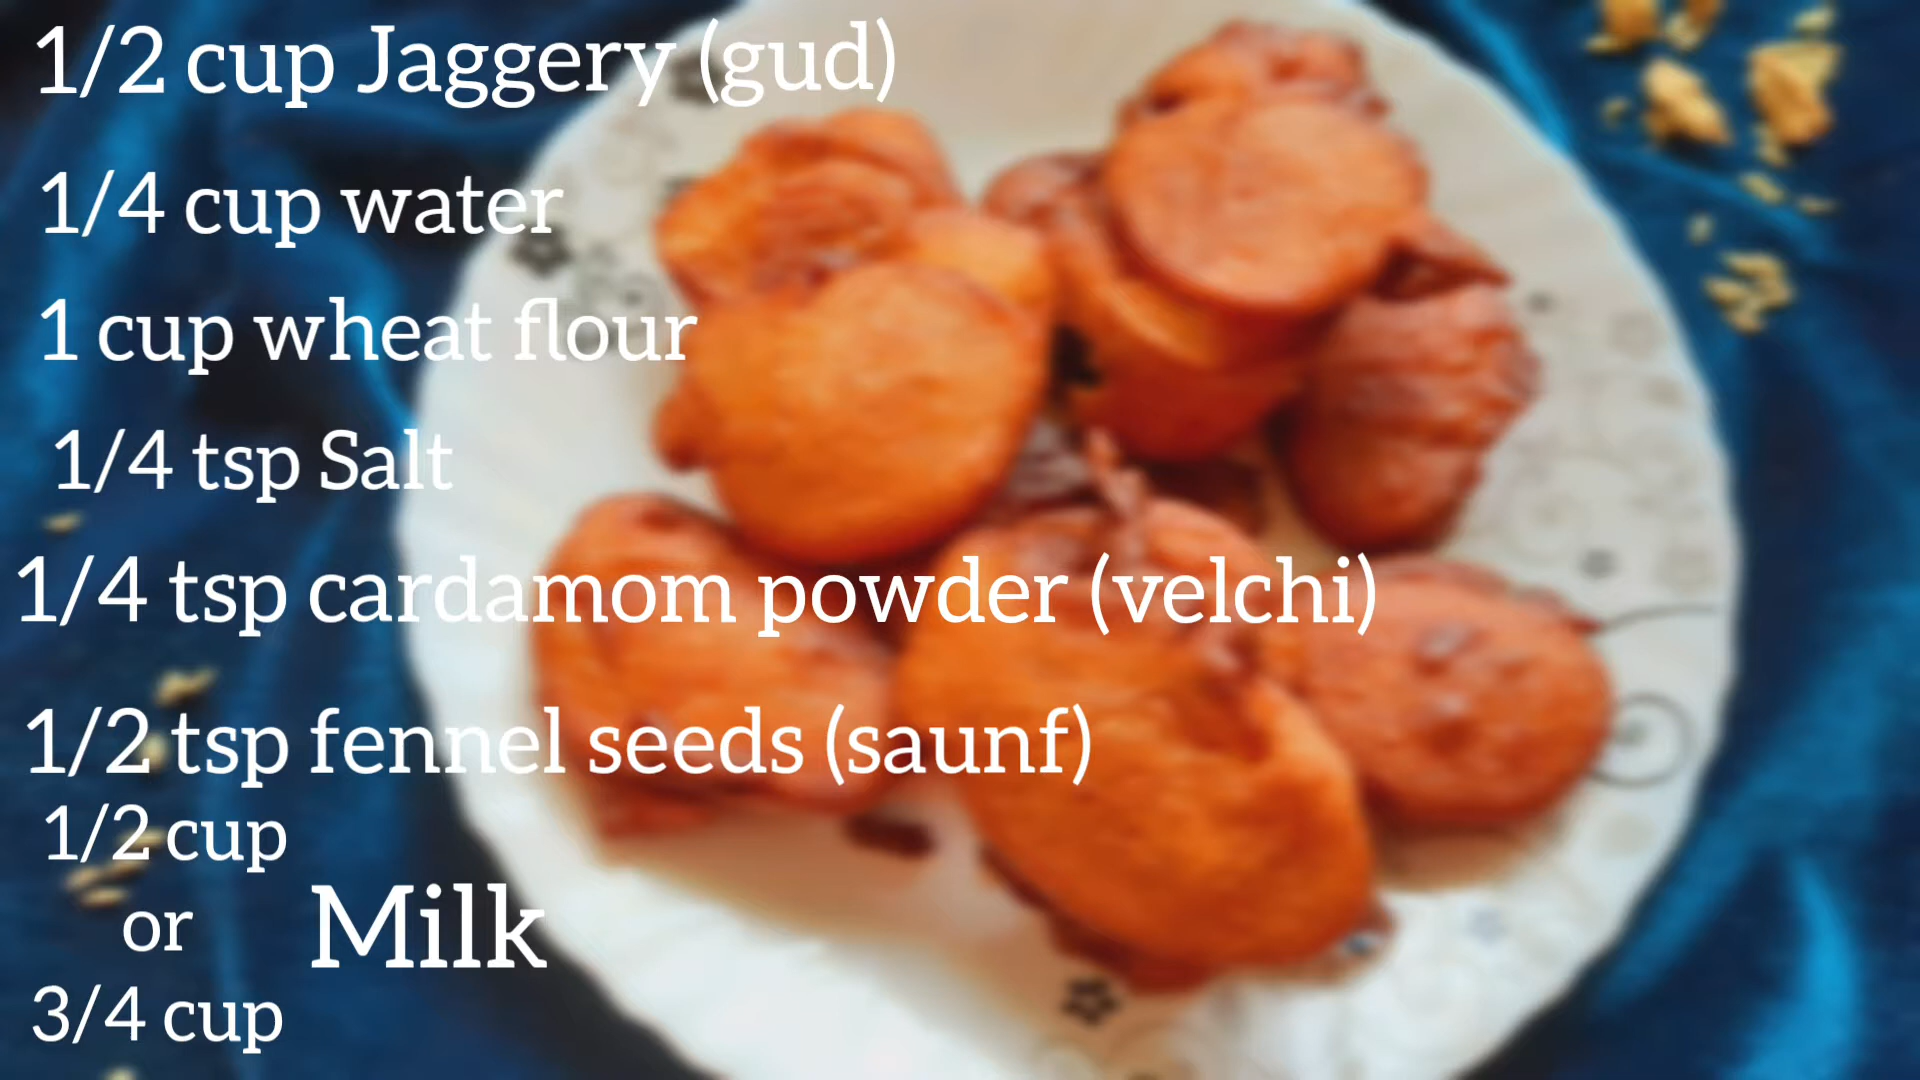 1/2 cup Jaggery (gud)
1/4 cup water
1 cup wheat flour
1/4 tsp Salt
1/4 tsp cardamom powder (velchi)
1/2 tsp fennel seeds (saunf)
1/2 cup
or
Milk
3/4 cup